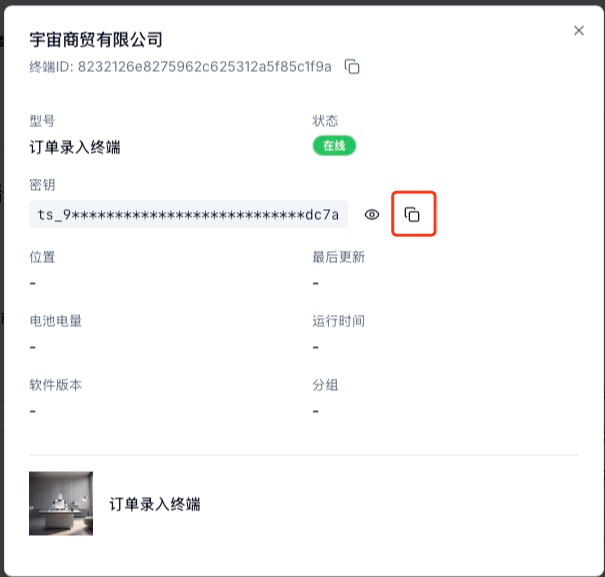 宇宙商贸有限公司
终端ID: 8232126e8275962c625312a5f85c1f9a
型号
状态
订单录入终端
在线
密钥
ts_9***************************dc7a
位置
最后更新
-
-
电池电量
运行时间
-
-
软件版本
分组
-
-
订单录入终端